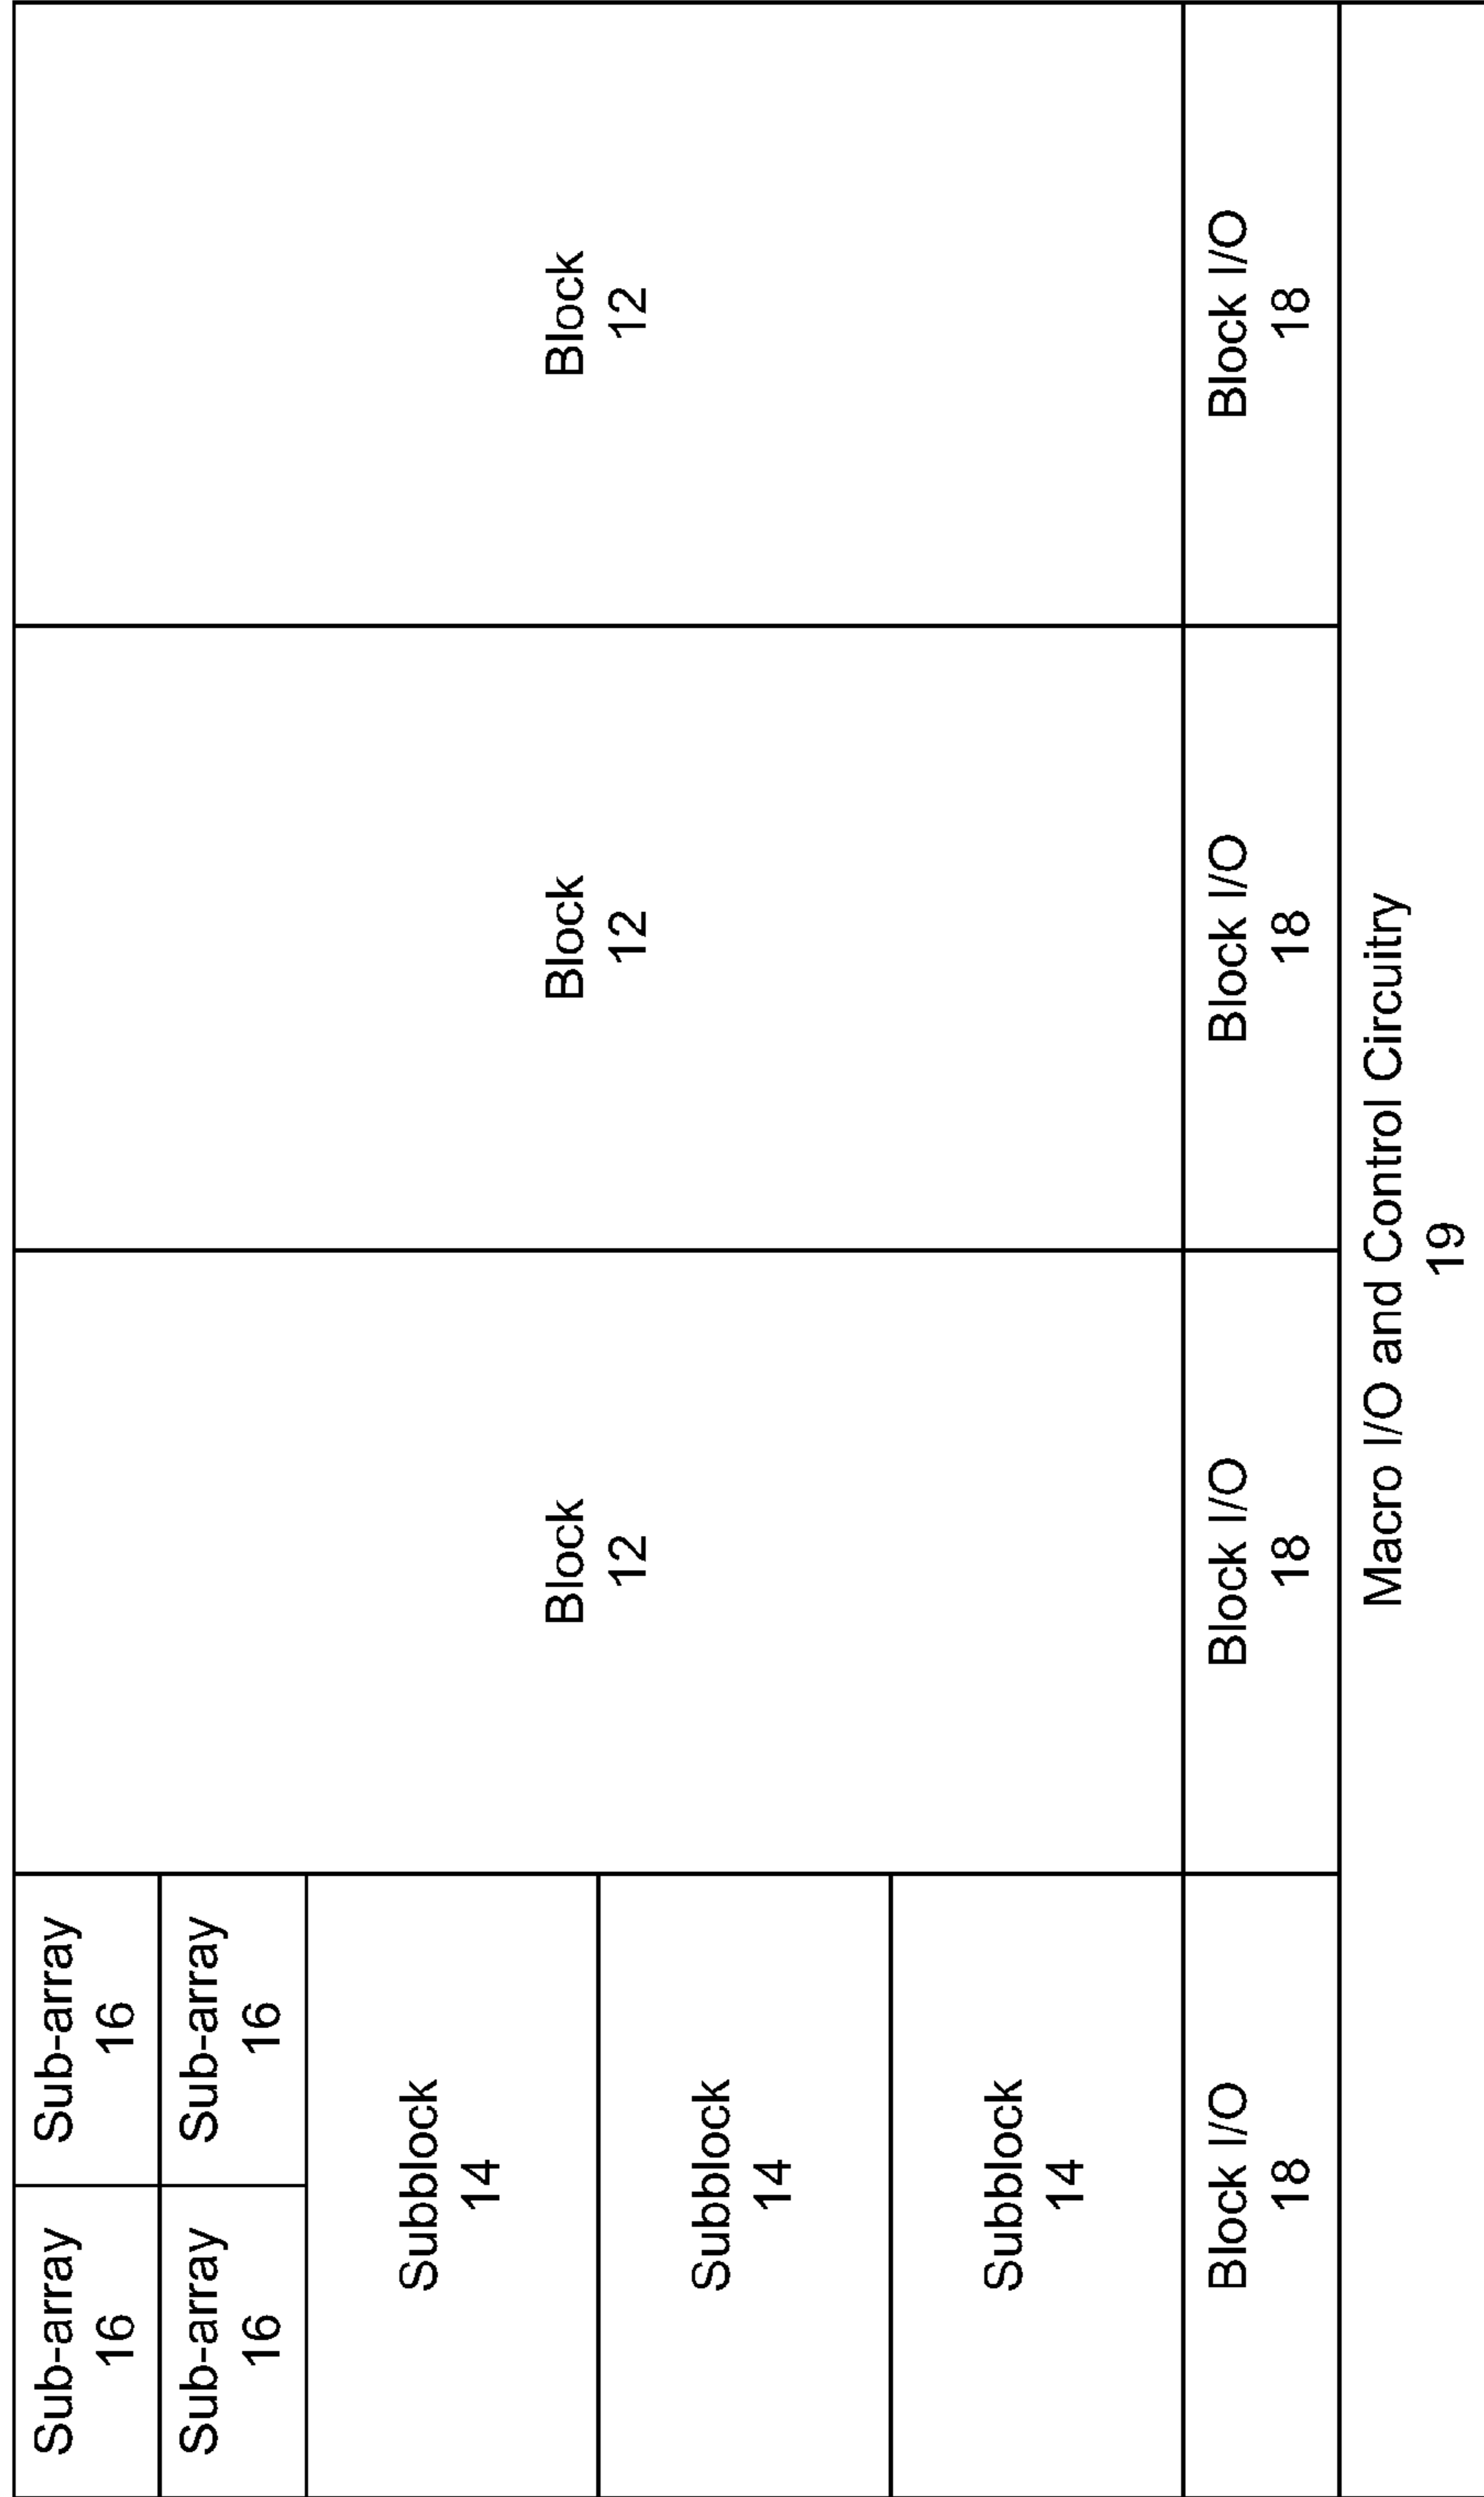 Sub-array
16
Sub-array
16
Sub-array
16
Sub-array
16
Subblock
14
Subblock
14
Subblock
14
Block
12
Block
12
Block
12
Block I/O
18
Block I/O
18
Block I/O
18
Block I/O
18
Macro I/O and Control Circuitry
19